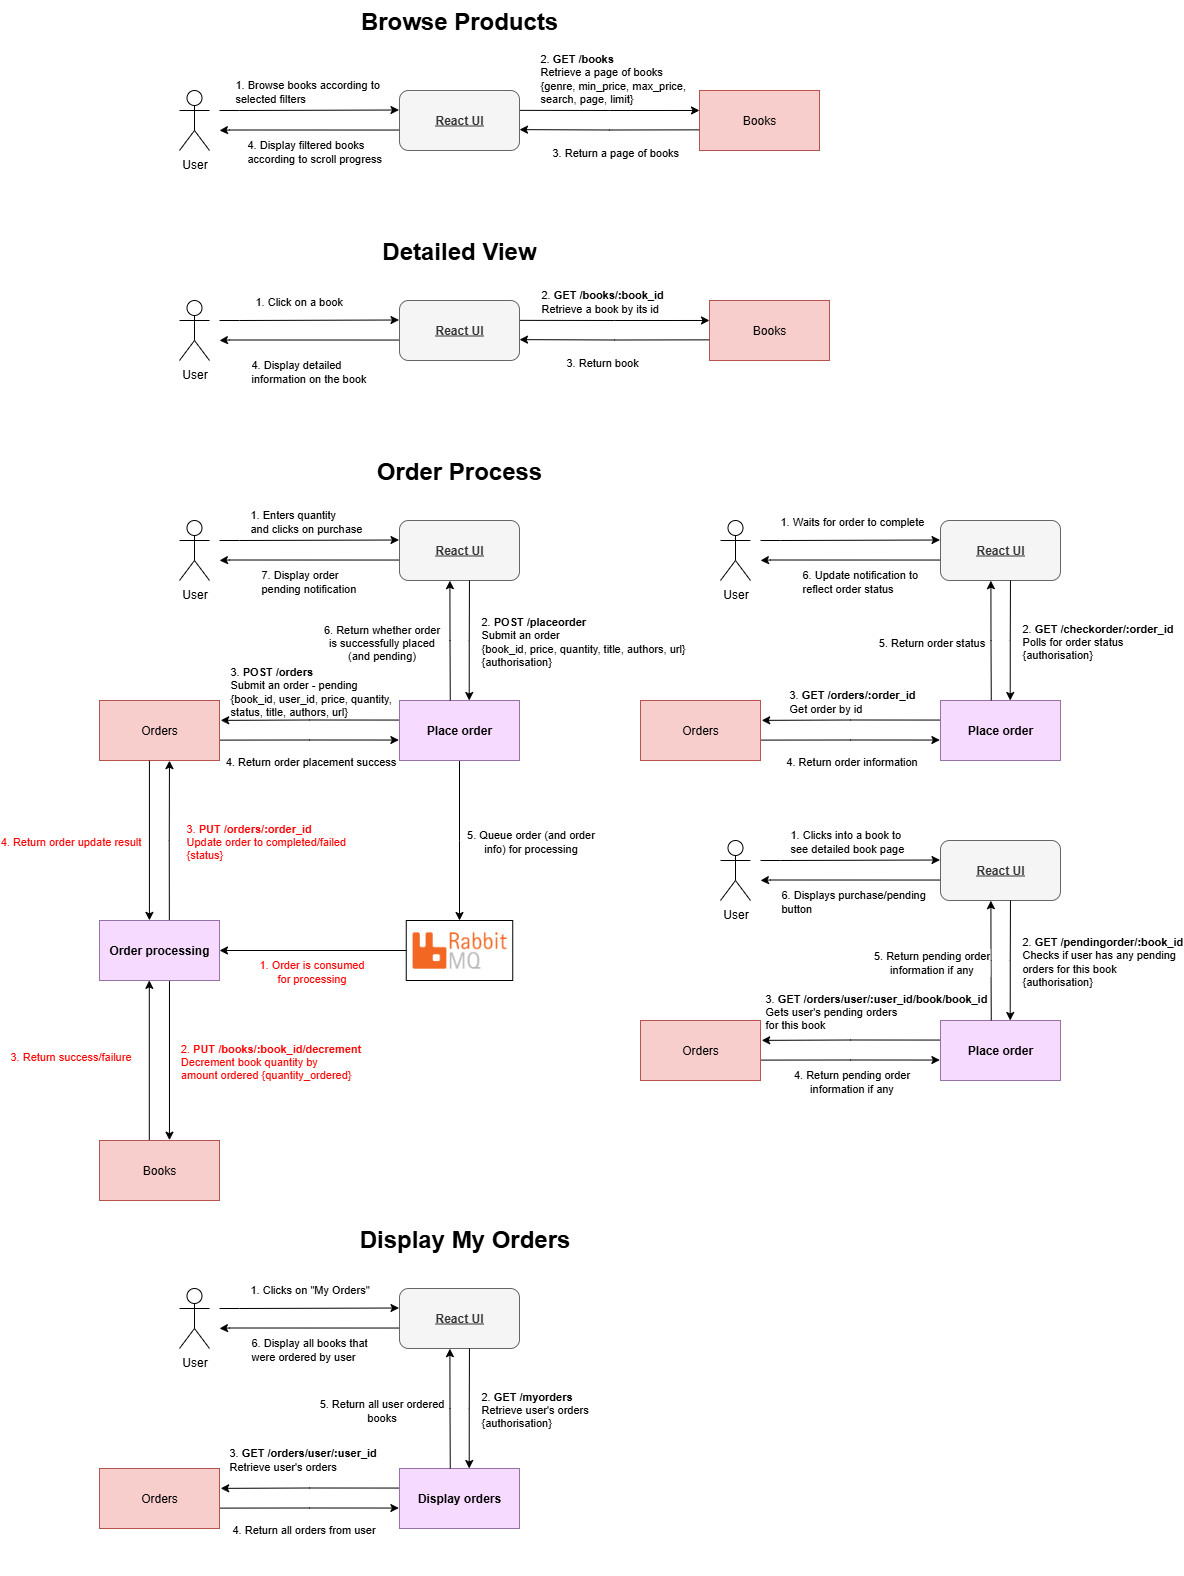 Browse Products
1. Browse books according to
selected filters
2. GET /books
Retrieve a page of books
{genre, min_price, max_price,
search, page, limit}
React UI
Books
User
4. Display filtered books
according to scroll progress
3. Return a page of books
Detailed View
1. Click on a book
2. GET /books/:book_id
Retrieve a book by its id
React UI
Books
User
4. Display detailed
information on the book
3. Return book
Order Process
1. Enters quantity
and clicks on purchase
React UI
User
7. Display order
pending notification
6. Return whether order
is successfully placed
(and pending)
2. POST /placeorder
Submit an order
{book_id, price, quantity, title, authors, url}
{authorisation}
3. POST /orders
Submit an order - pending
{book_id, user_id, price, quantity,
status, title, authors, url}
Orders
Place order
4. Return order placement success
4. Return order update result
3. PUT /orders/:order_id
Update order to completed/failed
{status}
5. Queue order (and order
info) for processing
Order processing
Rabbit
MQ
1. Order is consumed
for processing
3. Return success/failure
2. PUT /books/:book_id/decrement
Decrement book quantity by
amount ordered {quantity_ordered}
Books
1. Waits for order to complete
React UI
User
6. Update notification to
reflect order status
5. Return order status
2. GET /checkorder/:order_id
Polls for order status
{authorisation}
3. GET /orders/:order_id
Get order by id
Orders
Place order
4. Return order information
1. Clicks into a book to
see detailed book page
React UI
User
6. Displays purchase/pending
button
5. Return pending order
information if any
2. GET /pendingorder/:book_id
Checks if user has any pending
orders for this book
{authorisation}
3. GET /orders/user/:user_id/book/book_id
Gets user's pending orders
for this book
Orders
Place order
4. Return pending order
information if any
Display My Orders
1. Clicks on "My Orders"
React UI
User
6. Display all books that
were ordered by user
5. Return all user ordered
books
2. GET /myorders
Retrieve user's orders
{authorisation}
3. GET /orders/user/:user_id
Retrieve user's orders
Orders
Display orders
4. Return all orders from user